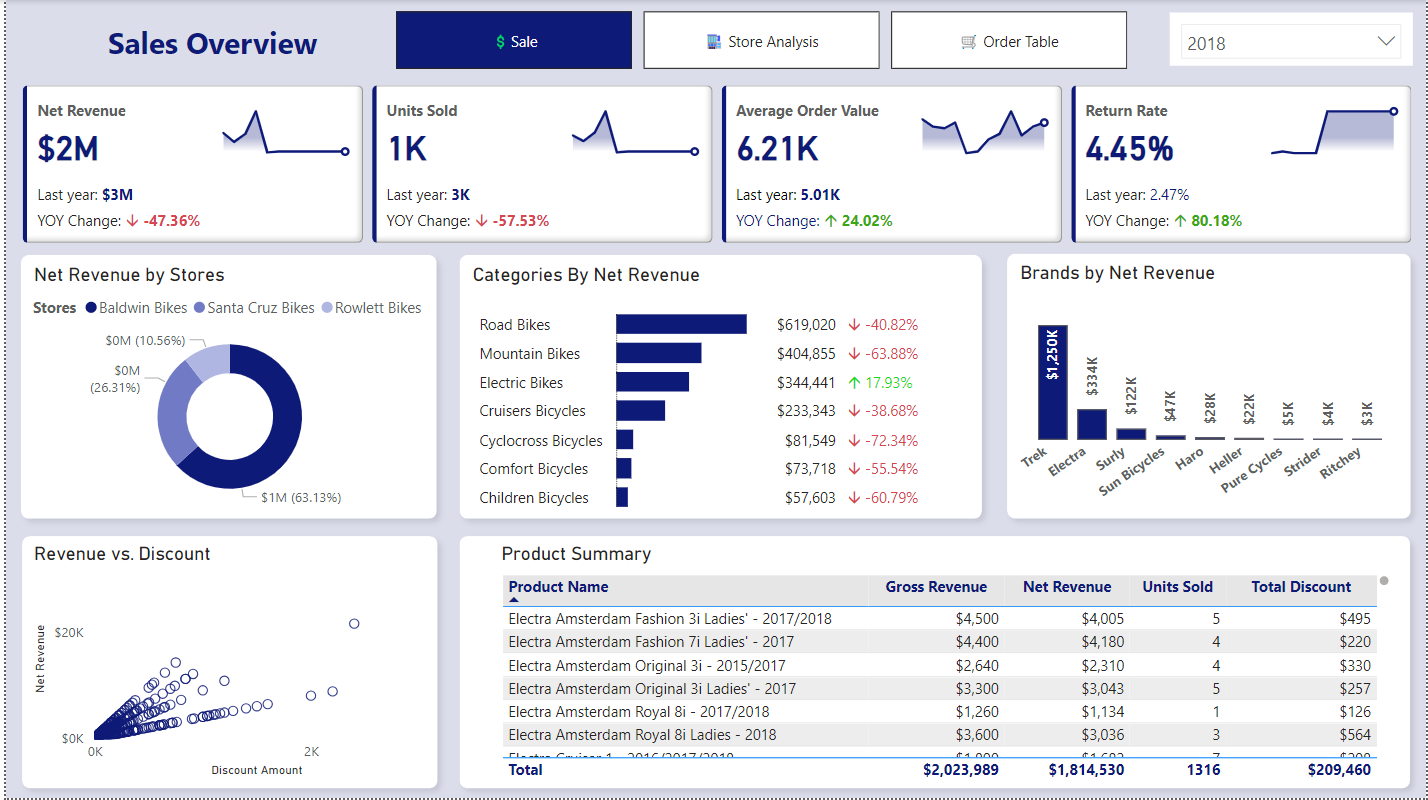 Sales Overview
$ Sale
Store Analysis
Order Table
2018
Net Revenue
$2M
Last year: $3M
YOY Change: ↓ -47.36%
Units Sold
1K
Last year: 3K
YOY Change: ↓ -57.53%
Average Order Value
6.21K
Last year: 5.01K
YOY Change: ↑ 24.02%
Return Rate
4.45%
Last year: 2.47%
YOY Change: ↑ 80.18%
Net Revenue by Stores
Stores Baldwin Bikes Santa Cruz Bikes Rowlett Bikes
$0M (10.56%)
$0M
(26.31%)
$1M (63.13%)
Categories By Net Revenue
Road Bikes $619,020 ↓ -40.82%
Mountain Bikes $404,855 ↓ -63.88%
Electric Bikes $344,441 ↑ 17.93%
Cruisers Bicycles $233,343 ↓ -38.68%
Cyclocross Bicycles $81,549 ↓ -72.34%
Comfort Bicycles $73,718 ↓ -55.54%
Children Bicycles $57,603 ↓ -60.79%
Brands by Net Revenue
$1,250K $334K $122K $47K $28K $22K $5K $4K $3K
Trek Electra Surly Sun Bicycles Haro Heller Pure Cycles Strider Ritchey
Revenue vs. Discount
Net Revenue
$20K
$0K
0K 2K
Discount Amount
Product Summary
Product Name Gross Revenue Net Revenue Units Sold Total Discount
Electra Amsterdam Fashion 3i Ladies' - 2017/2018 $4,500 $4,005 5 $495
Electra Amsterdam Fashion 7i Ladies' - 2017 $4,400 $4,180 4 $220
Electra Amsterdam Original 3i - 2015/2017 $2,640 $2,310 4 $330
Electra Amsterdam Original 3i Ladies' - 2017 $3,300 $3,043 5 $257
Electra Amsterdam Royal 8i - 2017/2018 $1,260 $1,134 1 $126
Electra Amsterdam Royal 8i Ladies - 2018 $3,600 $3,036 3 $564
Electra Cruiser 1 - 2016/2017/2018
Total $2,023,989 $1,814,530 1316 $209,460